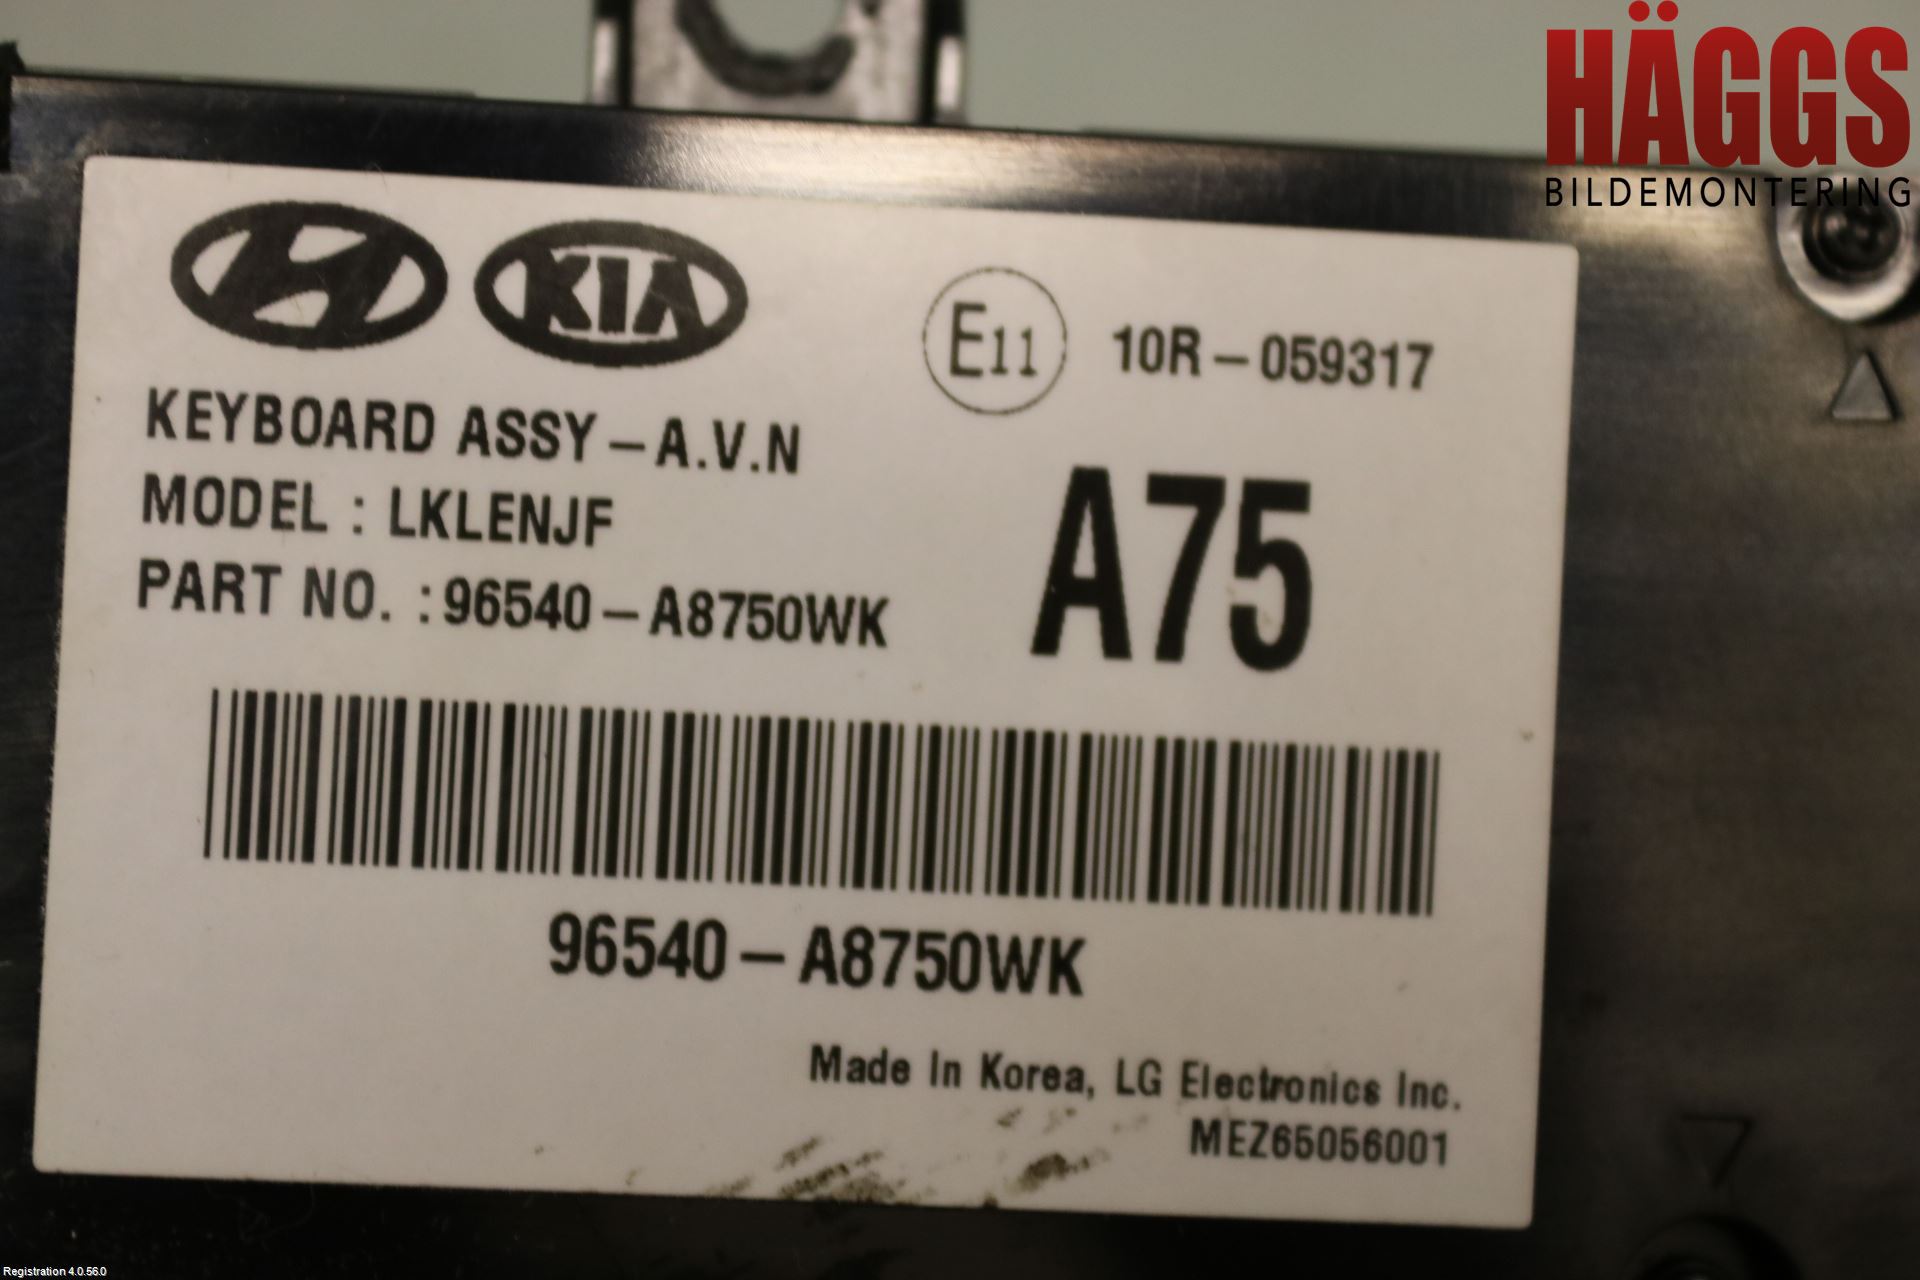 HÄGGS
BILDEMONTERING
KIA
E11 10R-059317
KEYBOARD ASSY-A.V.N
MODEL : LKLENJF
PART NO. : 96540-A8750WK
A75
96540-A8750WK
Made In Korea, LG Electronics Inc.
MEZ65056001
Registration 4.0.56.0